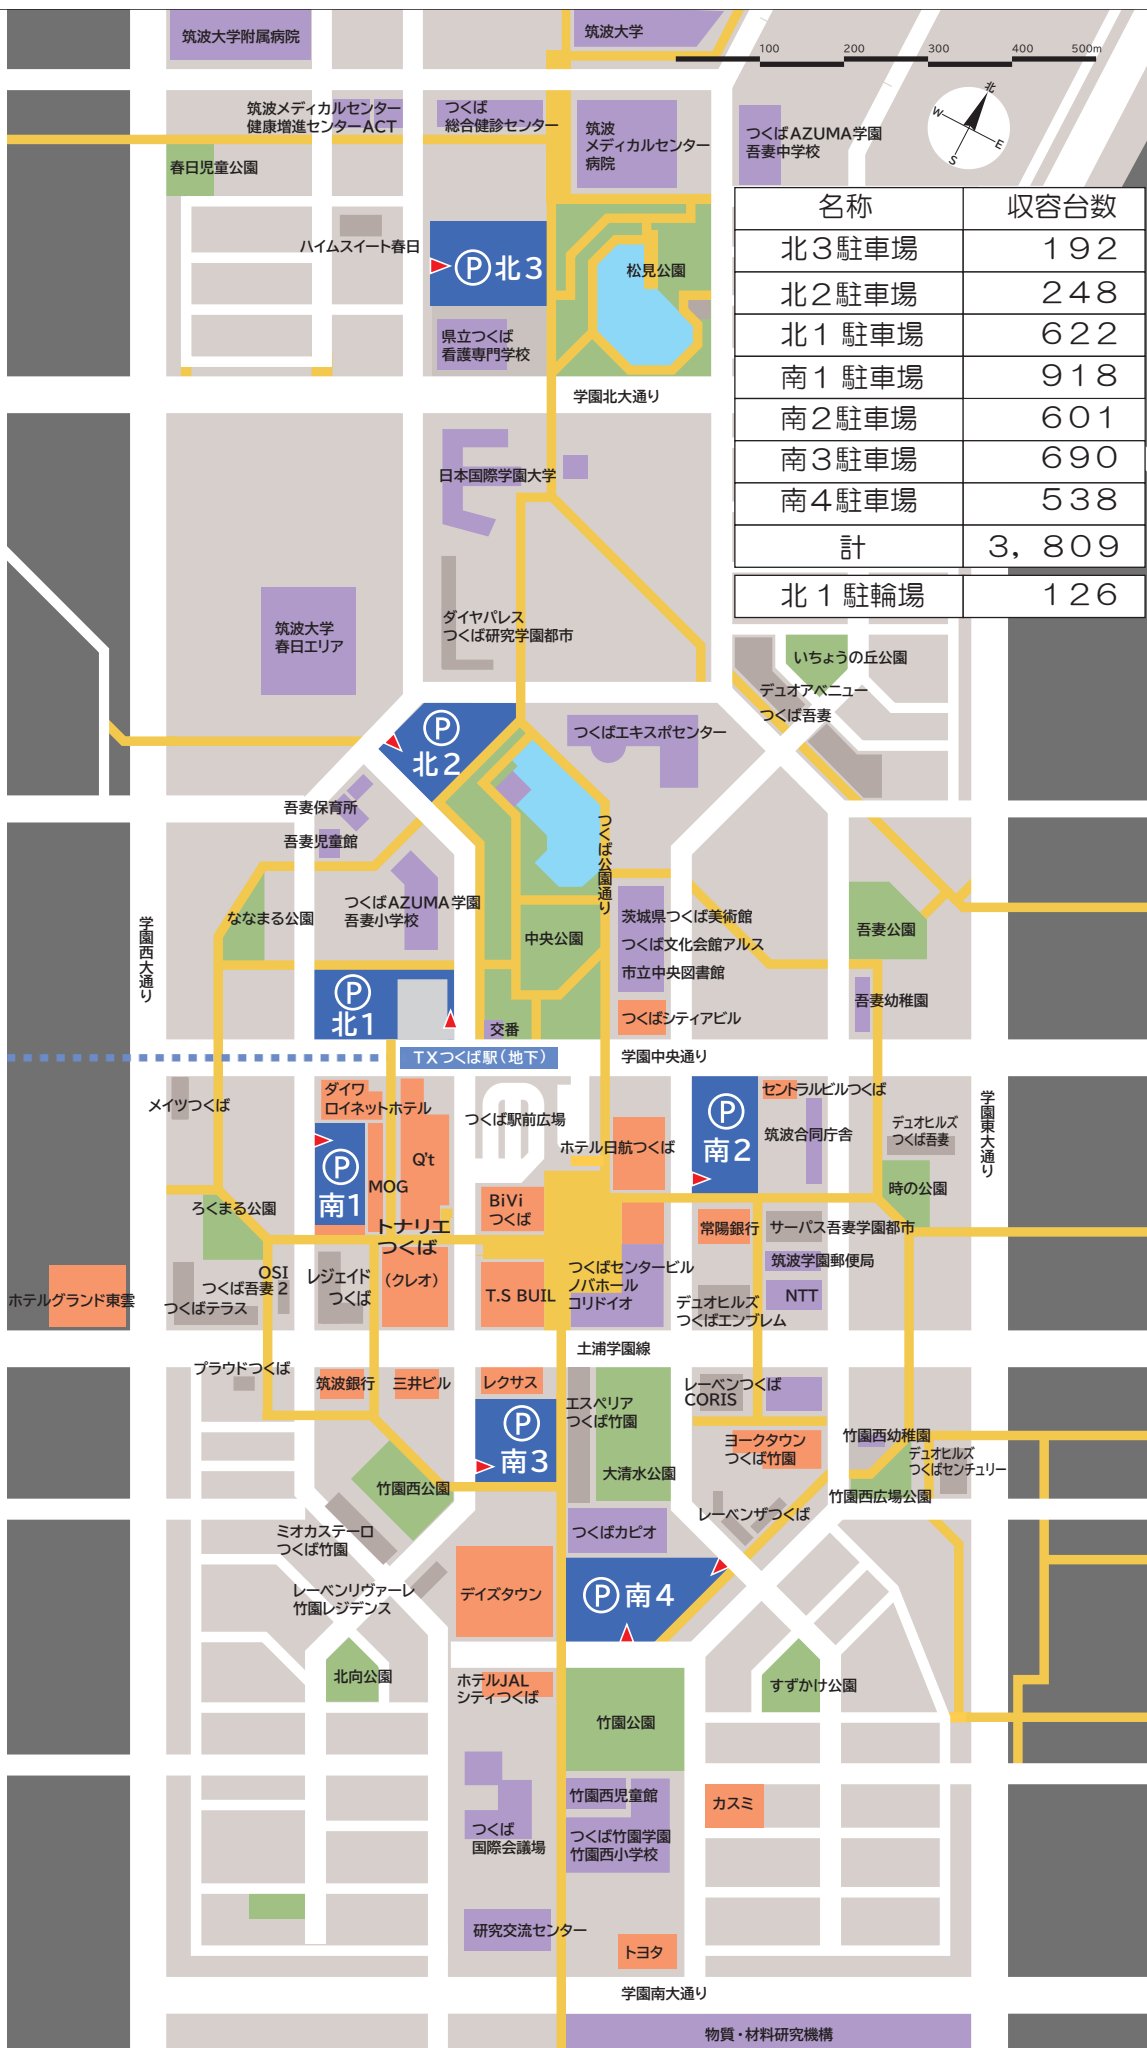 筑波大学附属病院
筑波大学
100
200
300
400
500m
北
W
E
S
筑波メディカルセンター
健康増進センターACT
つくば
総合健診センター
筑波
メディカルセンター
病院
つくばAZUMA学園
吾妻中学校
春日児童公園
名称 収容台数
北3駐車場 192
北2駐車場 248
北1駐車場 622
南1駐車場 918
南2駐車場 601
南3駐車場 690
南4駐車場 538
計 3,809
北1駐輪場 126
ハイムスイート春日
P北3
松見公園
県立つくば
看護専門学校
学園北大通り
日本国際学園大学
ダイヤパレス
つくば研究学園都市
筑波大学
春日エリア
いちょうの丘公園
デュオアベニュー
つくば吾妻
P
北2
つくばエキスポセンター
吾妻保育所
吾妻児童館
つくば公園通り
つくばAZUMA学園
吾妻小学校
ななまる公園
学園西大通り
中央公園
茨城県つくば美術館
つくば文化会館アルス
市立中央図書館
吾妻公園
P
北1
吾妻幼稚園
つくばシティアビル
交番
TXつくば駅(地下)
学園中央通り
メイツつくば
ダイワ
ロイネットホテル
つくば駅前広場
ホテル日航つくば
P
南2
セントラルビルつくば
筑波合同庁舎
デュオヒルズ
つくば吾妻
学園東大通り
P
南1
MOG
Q't
時の公園
ろくまる公園
BiVi
つくば
トナリエ
つくば
(クレオ)
常陽銀行
サーパス吾妻学園都市
筑波学園郵便局
NTT
OSI
つくば吾妻2
つくばテラス
レジェイド
つくば
T.S BUIL
つくばセンタービル
ノバホール
コリドイオ
デュオヒルズ
つくばエンブレム
ホテルグランド東雲
土浦学園線
プラウドつくば
筑波銀行
三井ビル
レクサス
エスペリア
つくば竹園
レーベンつくば
CORIS
P
南3
ヨークタウン
つくば竹園
竹園西幼稚園
デュオヒルズ
つくばセンチュリー
竹園西公園
大清水公園
竹園西広場公園
ミオカステーロ
つくば竹園
つくばカピオ
レーベンザつくば
レーベンリヴァーレ
竹園レジデンス
デイズタウン
P南4
北向公園
ホテルJAL
シティつくば
すずかけ公園
竹園公園
竹園西児童館
カスミ
つくば
国際会議場
つくば竹園学園
竹園西小学校
研究交流センター
トヨタ
学園南大通り
物質・材料研究機構